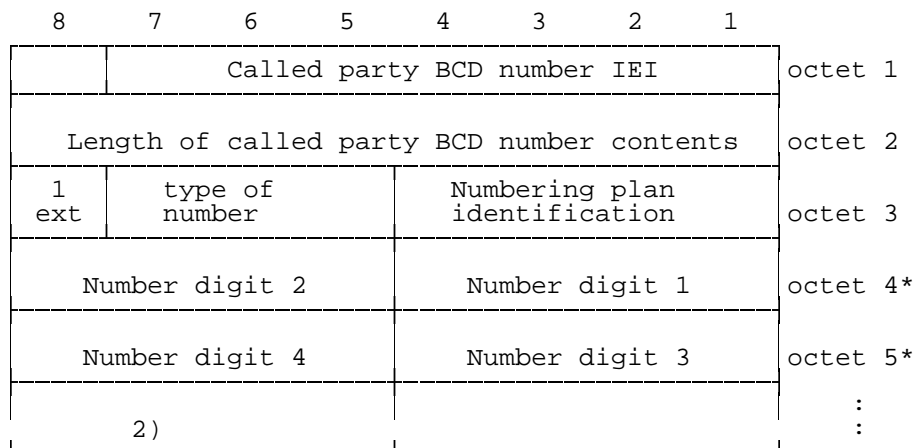 8 7 6 5 4 3 2 1
Called party BCD number IEI octet 1
Length of called party BCD number contents octet 2
1 type of Numbering plan
ext number identification octet 3
Number digit 2 Number digit 1 octet 4*
Number digit 4 Number digit 3 octet 5*
:
2) :